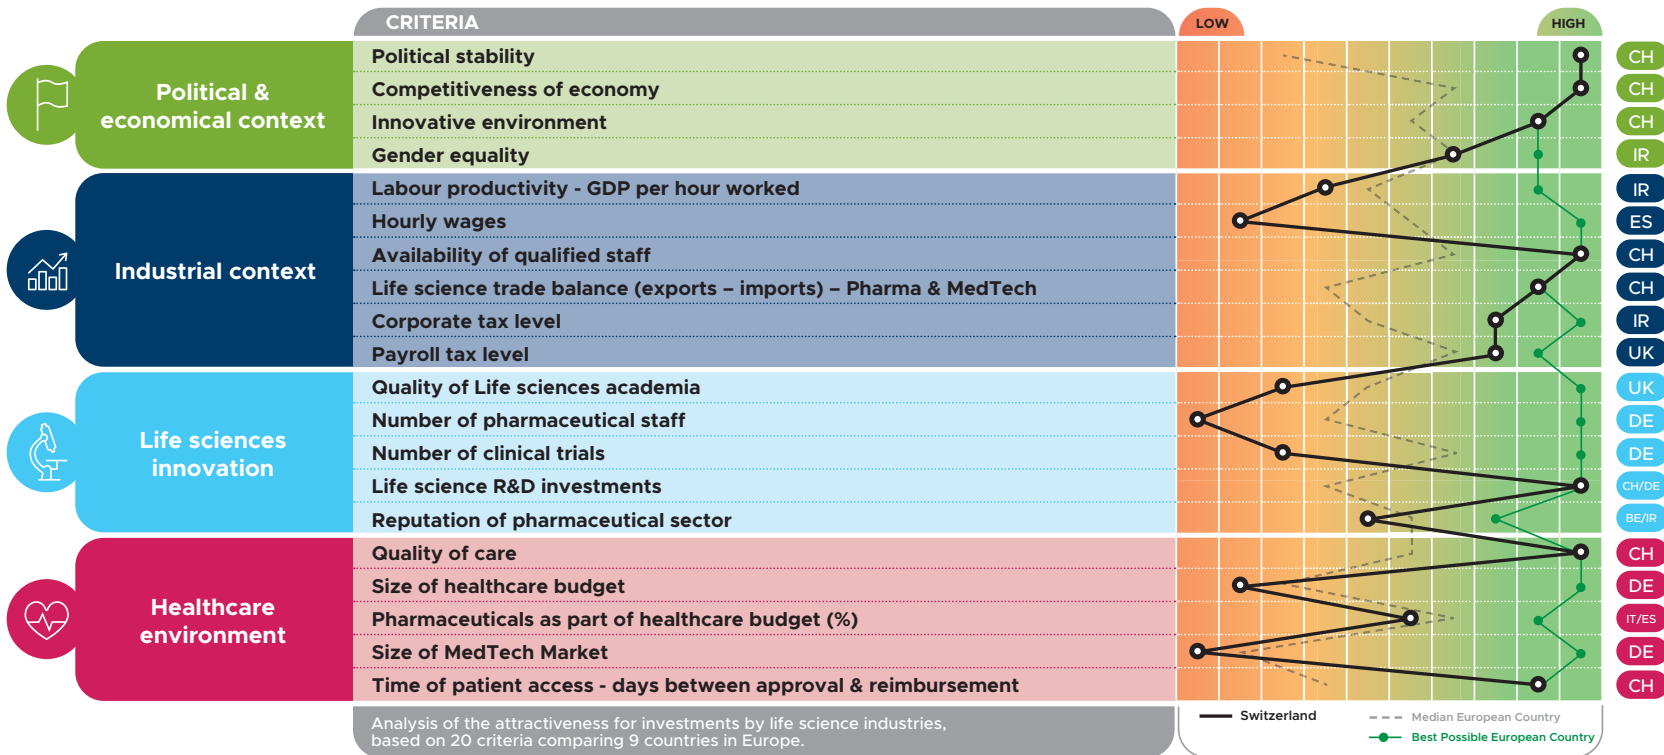 CRITERIA
LOW
HIGH
Political &
economical context
Political stability
CH
Competitiveness of economy
CH
Innovative environment
CH
Gender equality
IR
Industrial context
Labour productivity - GDP per hour worked
IR
Hourly wages
ES
Availability of qualified staff
CH
Life science trade balance (exports – imports) – Pharma & MedTech
CH
Corporate tax level
IR
Payroll tax level
UK
Life sciences
innovation
Quality of Life sciences academia
UK
Number of pharmaceutical staff
DE
Number of clinical trials
DE
Life science R&D investments
CH/DE
Reputation of pharmaceutical sector
BE/IR
Healthcare
environment
Quality of care
CH
Size of healthcare budget
DE
Pharmaceuticals as part of healthcare budget (%)
IT/ES
Size of MedTech Market
DE
Time of patient access - days between approval & reimbursement
CH
Analysis of the attractiveness for investments by life science industries,
based on 20 criteria comparing 9 countries in Europe.
Switzerland
Median European Country
Best Possible European Country